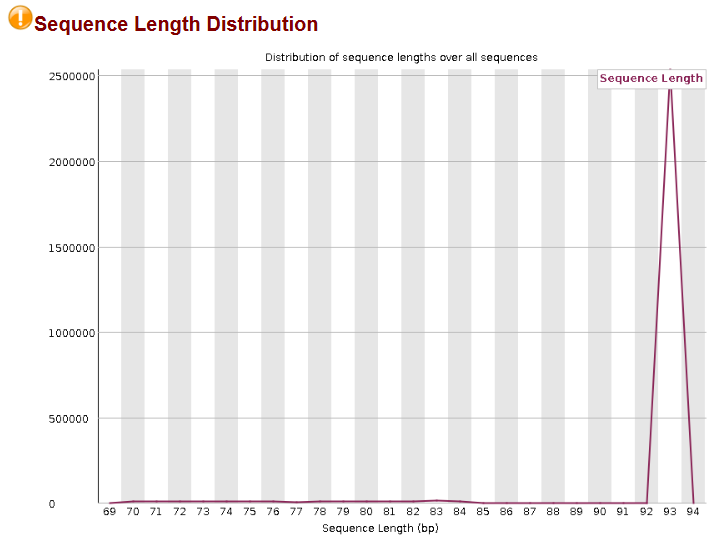 Sequence Length Distribution
Distribution of sequence lengths over all sequences
Sequence Length
2500000
2000000
1500000
1000000
500000
0
69 70 71 72 73 74 75 76 77 78 79 80 81 82 83 84 85 86 87 88 89 90 91 92 93 94
Sequence Length (bp)